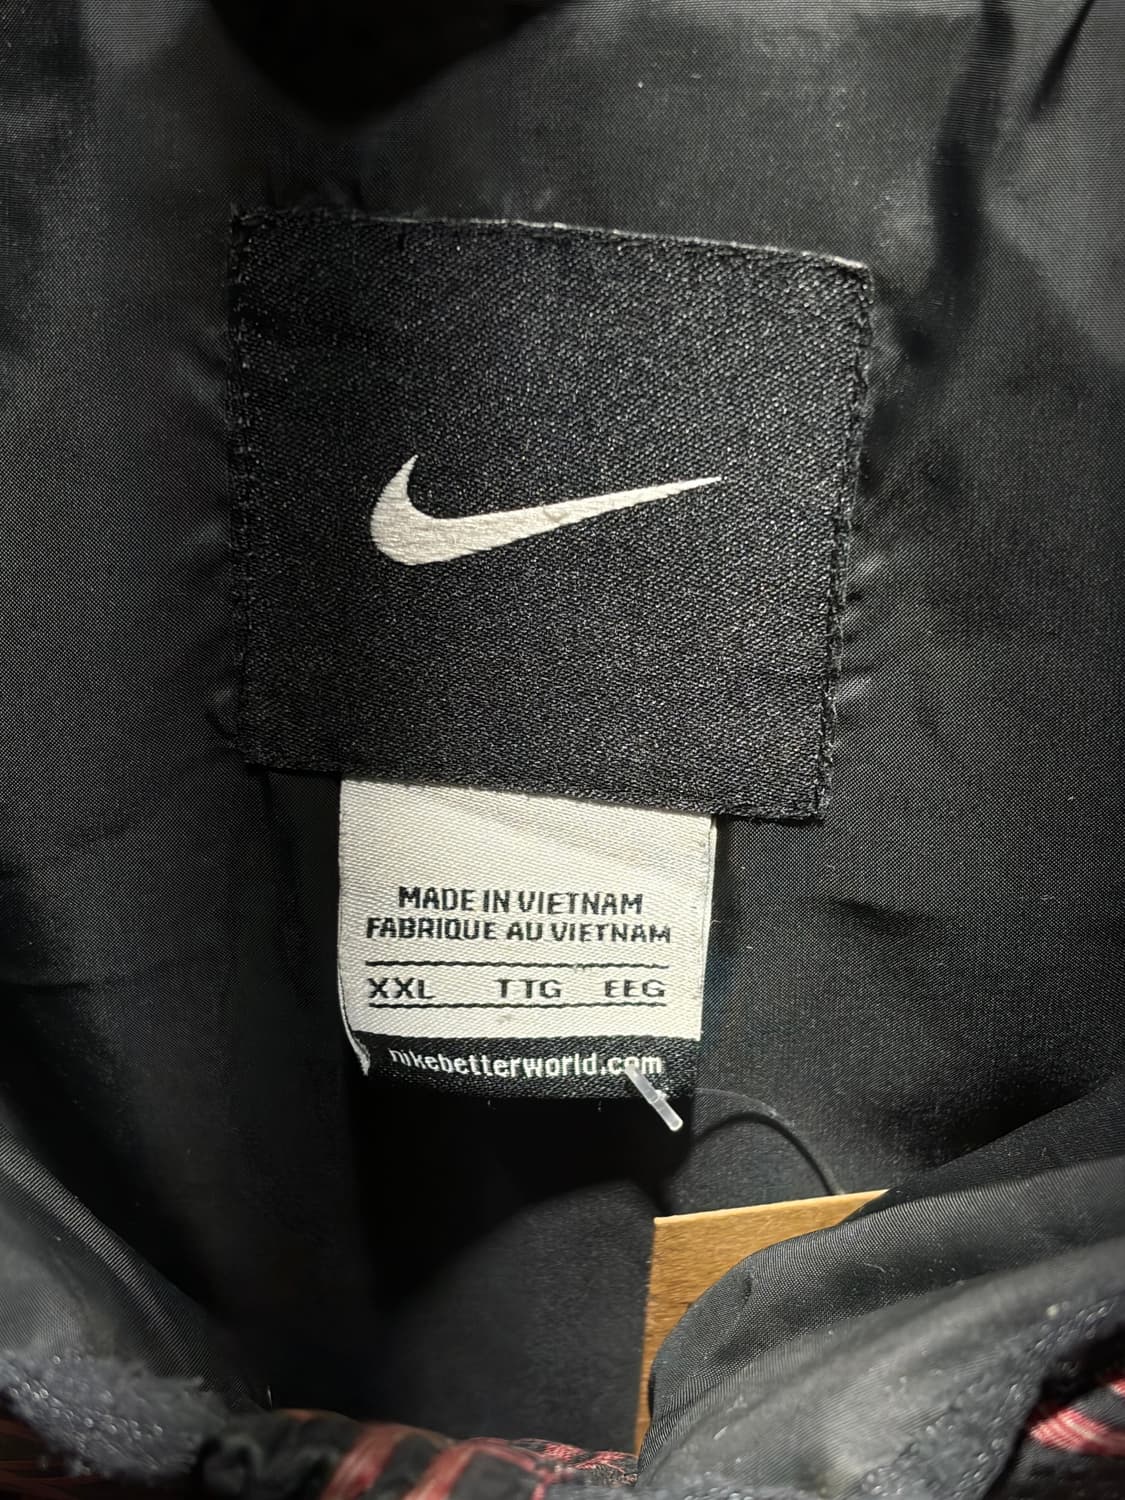 MADE IN VIETNAM
FABRIQUE AU VIETNAM
XXL TTG EEG
nikebetterworld.com